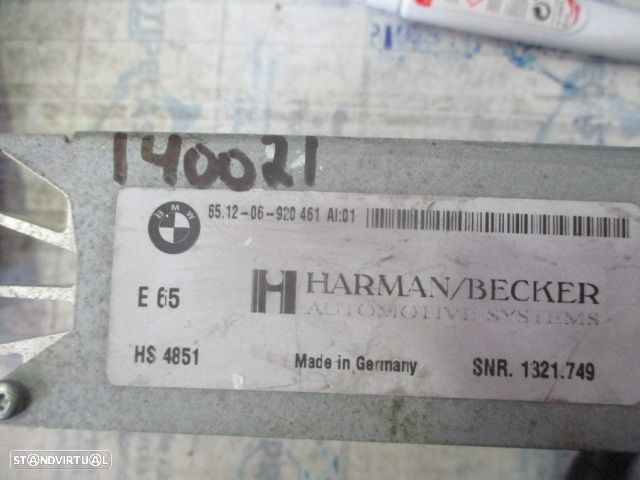 140021
BMW
65.12-06-920 461 AI:01
E 65
H HARMAN/BECKER
AUTOMOTIVE SYSTEMS
HS 4851
Made in Germany
SNR. 1321.749
STANDVIRTUAL